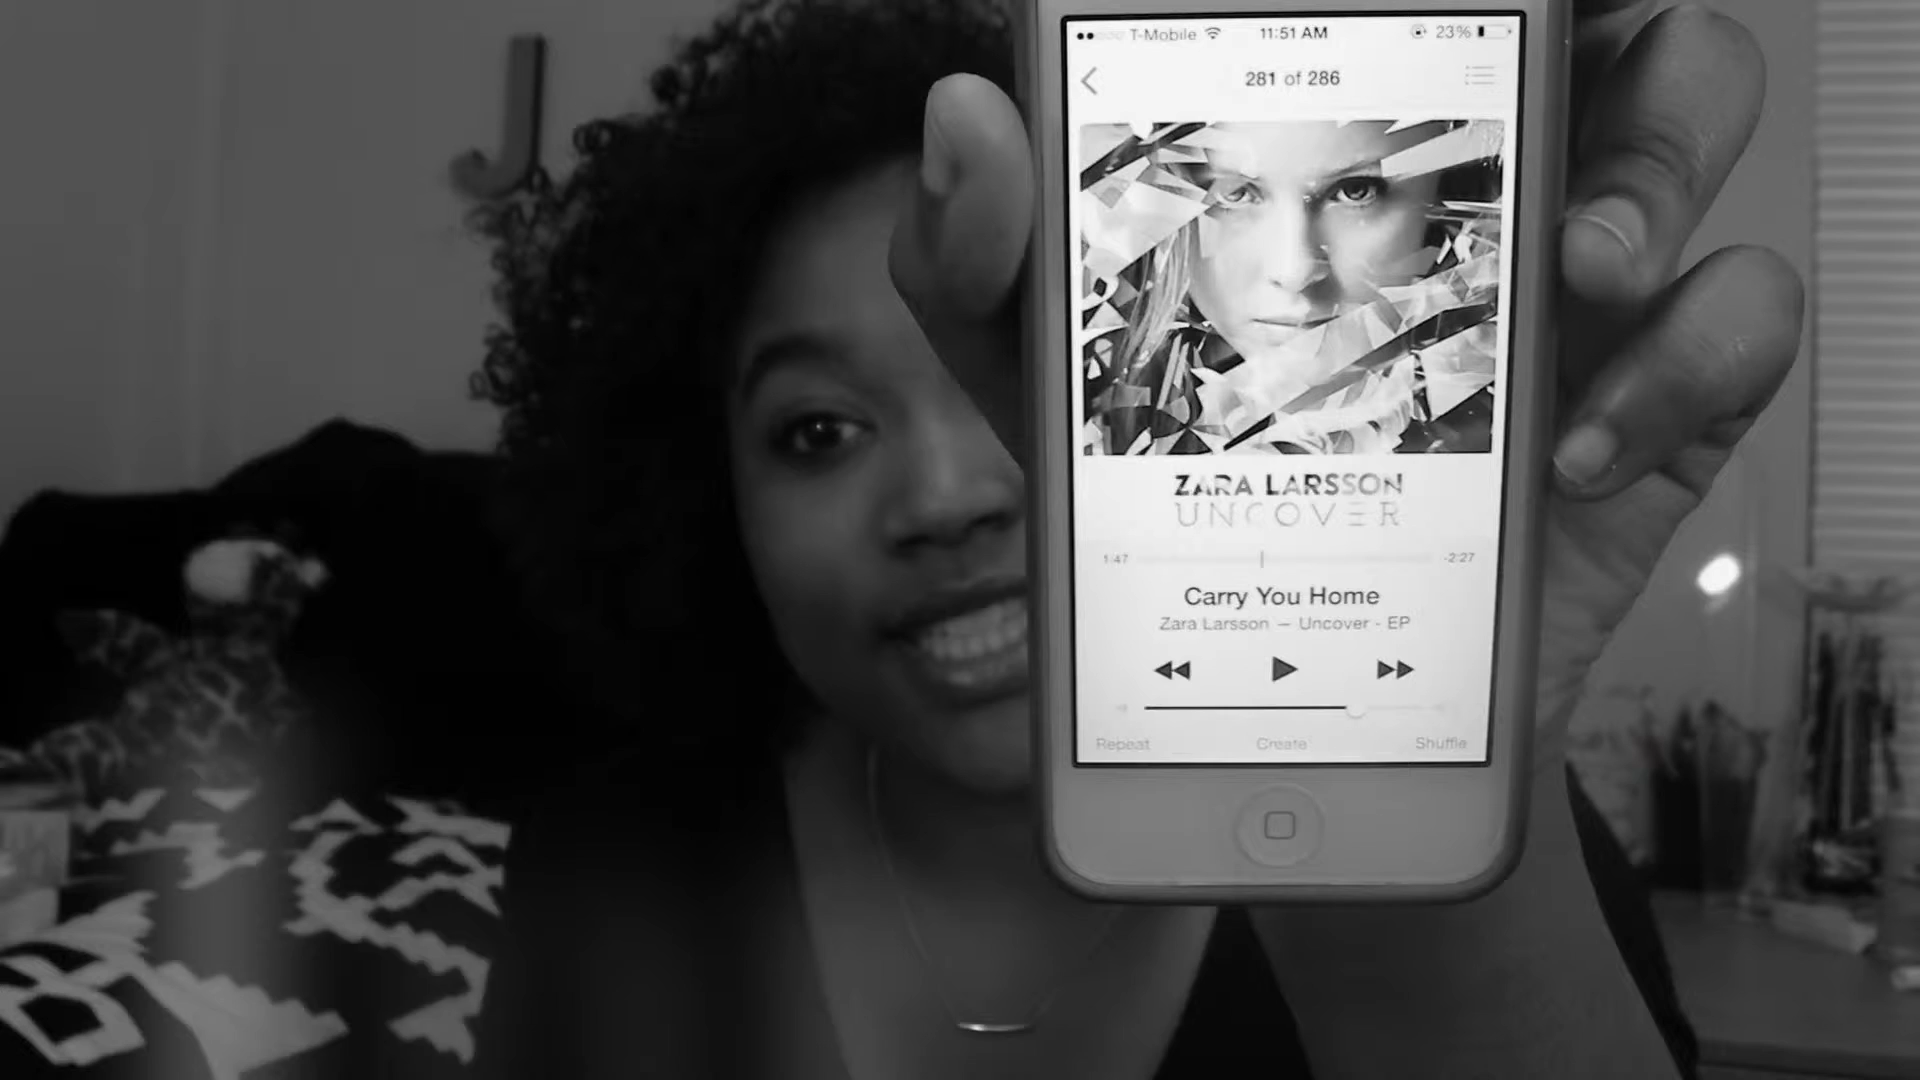 T-Mobile 11:51 AM 23%
281 of 286
ZARA LARSSON
UNCOVER
1:47 -2:27
Carry You Home
Zara Larsson — Uncover - EP
Repeat Create Shuffle